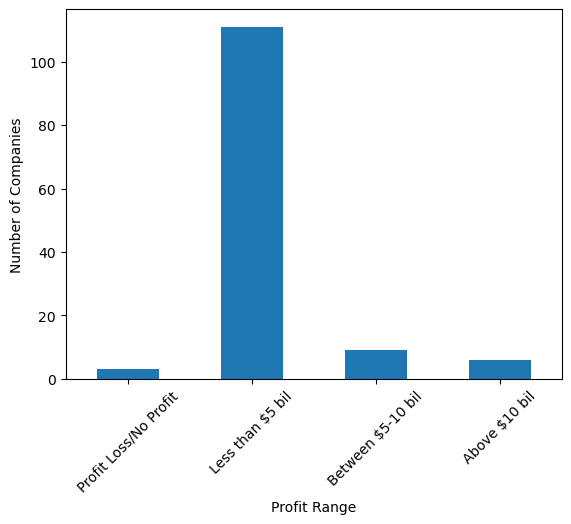 Number of Companies
100
80
60
40
20
0
Profit Loss/No Profit
Less than $5 bil
Between $5-10 bil
Above $10 bil
Profit Range